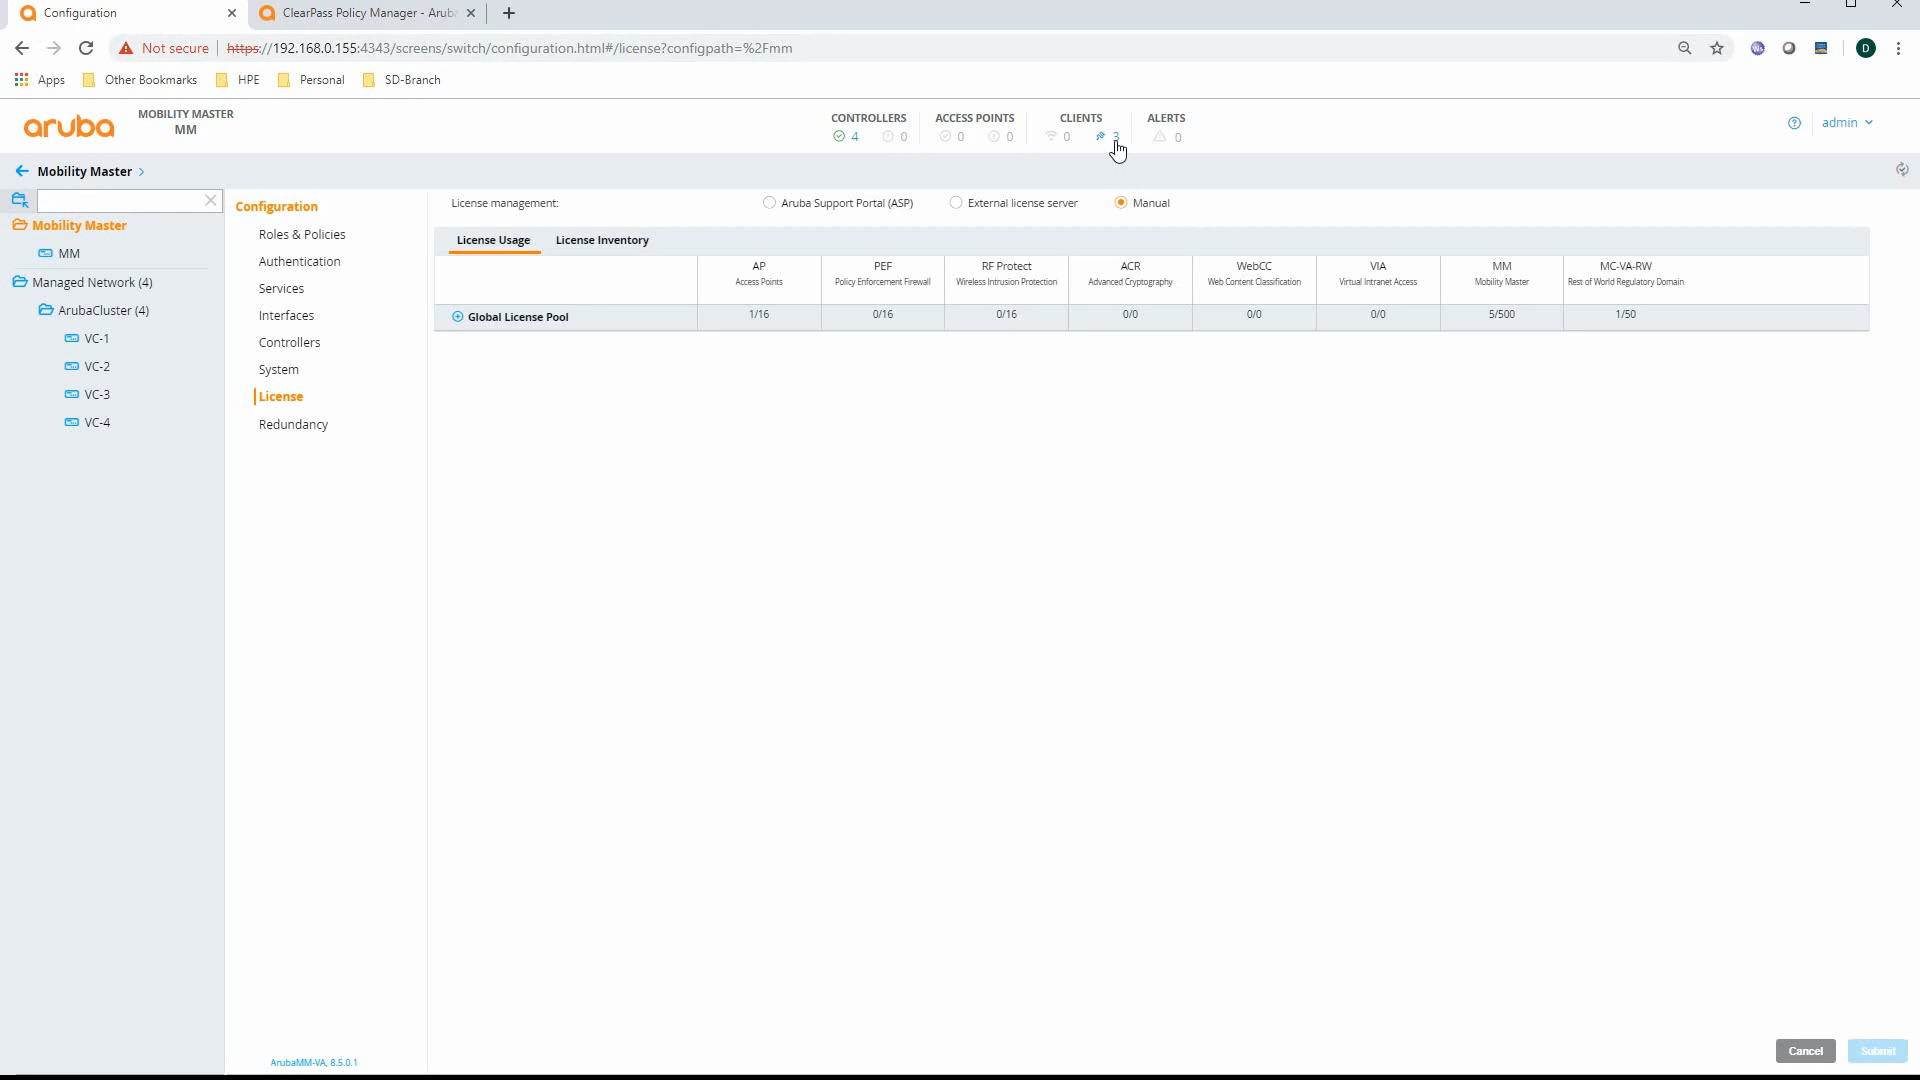 Configuration
ClearPass Policy Manager - Aruba
Not secure
https://192.168.0.155:4343/screens/switch/configuration.html#/license?configpath=%2Fmm
D
Apps
Other Bookmarks
HPE
Personal
SD-Branch
aruba
MOBILITY MASTER
MM
CONTROLLERS
4 0
ACCESS POINTS
0 0
CLIENTS
0 3
ALERTS
0
admin
Mobility Master
Mobility Master
MM
Managed Network (4)
ArubaCluster (4)
VC-1
VC-2
VC-3
VC-4
Configuration
Roles & Policies
Authentication
Services
Interfaces
Controllers
System
License
Redundancy
ArubaMM-VA, 8.5.0.1
License management:
Aruba Support Portal (ASP)
External license server
Manual
License Usage
License Inventory
AP
Access Points
PEF
Policy Enforcement Firewall
RF Protect
Wireless Intrusion Protection
ACR
Advanced Cryptography
WebCC
Web Content Classification
VIA
Virtual Intranet Access
MM
Mobility Master
MC-VA-RW
Rest of World Regulatory Domain
Global License Pool 1/16 0/16 0/16 0/0 0/0 0/0 5/500 1/50
Cancel
Submit